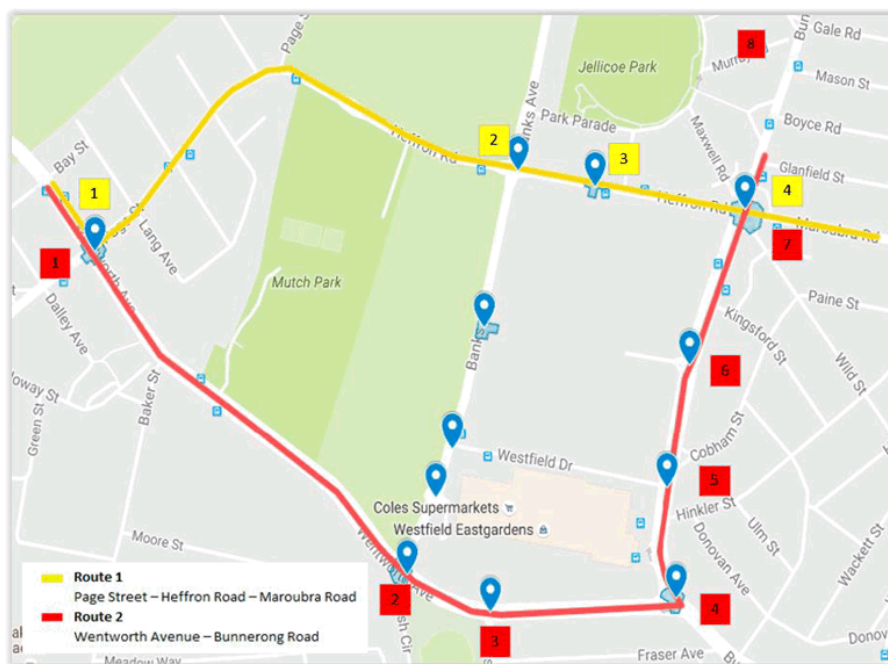 Page St
Gale Rd
8
Jellicoe Park
Mason St
Park Parade
Boyce Rd
Maxwell Rd
Bay St
2
3
Glanfield St
1
Heffron Rd
4
Heffron Rd
Maroubra Rd
7
Lang Ave
1
Mutch Park
Dalley Ave
Paine St
Kingsford St
Wild St
6
Baker St
Green St
Cobham St
Westfield Dr
5
Hinkler St
Coles Supermarkets
Ulm St
Westfield Eastgardens
Donovan Ave
Wackett St
Moore St
2
4
3
Route 1
Page Street – Heffron Road – Maroubra Road
Route 2
Wentworth Avenue – Bunnerong Road
Fraser Ave
Meadow Way